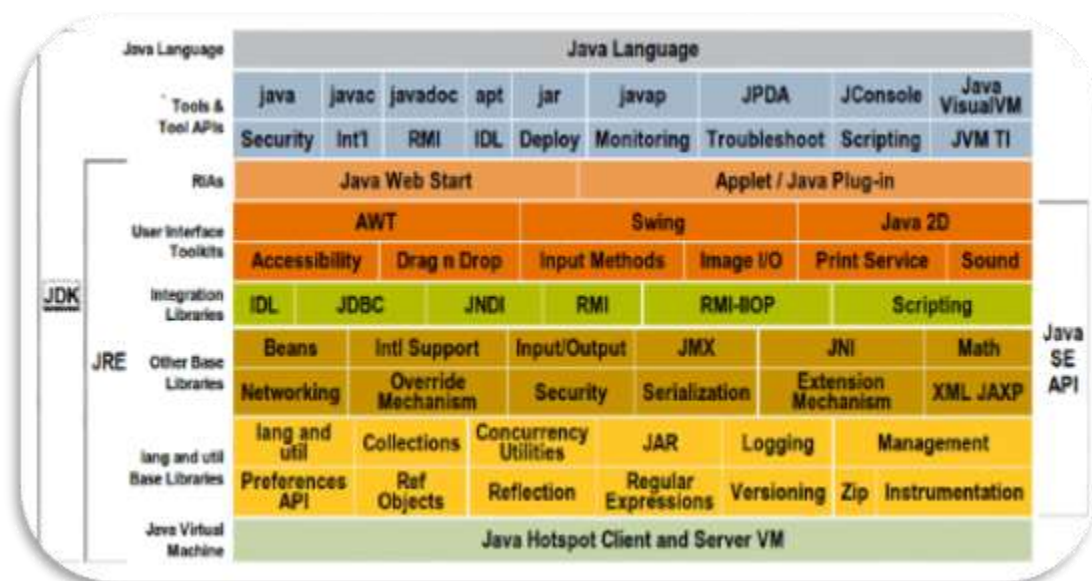 Java Language Java Language
Tools & Tool APIs
java javac javadoc apt jar javap JPDA JConsole Java VisualVM
Security Int'l RMI IDL Deploy Monitoring Troubleshoot Scripting JVM TI
RIAs Java Web Start Applet / Java Plug-in
User Interface Toolkits
AWT Swing Java 2D
Accessibility Drag n Drop Input Methods Image I/O Print Service Sound
JDK
Integration Libraries
IDL JDBC JNDI RMI RMI-IIOP Scripting
JRE
Other Base Libraries
Beans Intl Support Input/Output JMX JNI Math
Networking Override Mechanism Security Serialization Extension Mechanism XML JAXP
Java SE API
lang and util Base Libraries
lang and util Collections Concurrency Utilities JAR Logging Management
Preferences API Ref Objects Reflection Regular Expressions Versioning Zip Instrumentation
Java Virtual Machine
Java Hotspot Client and Server VM